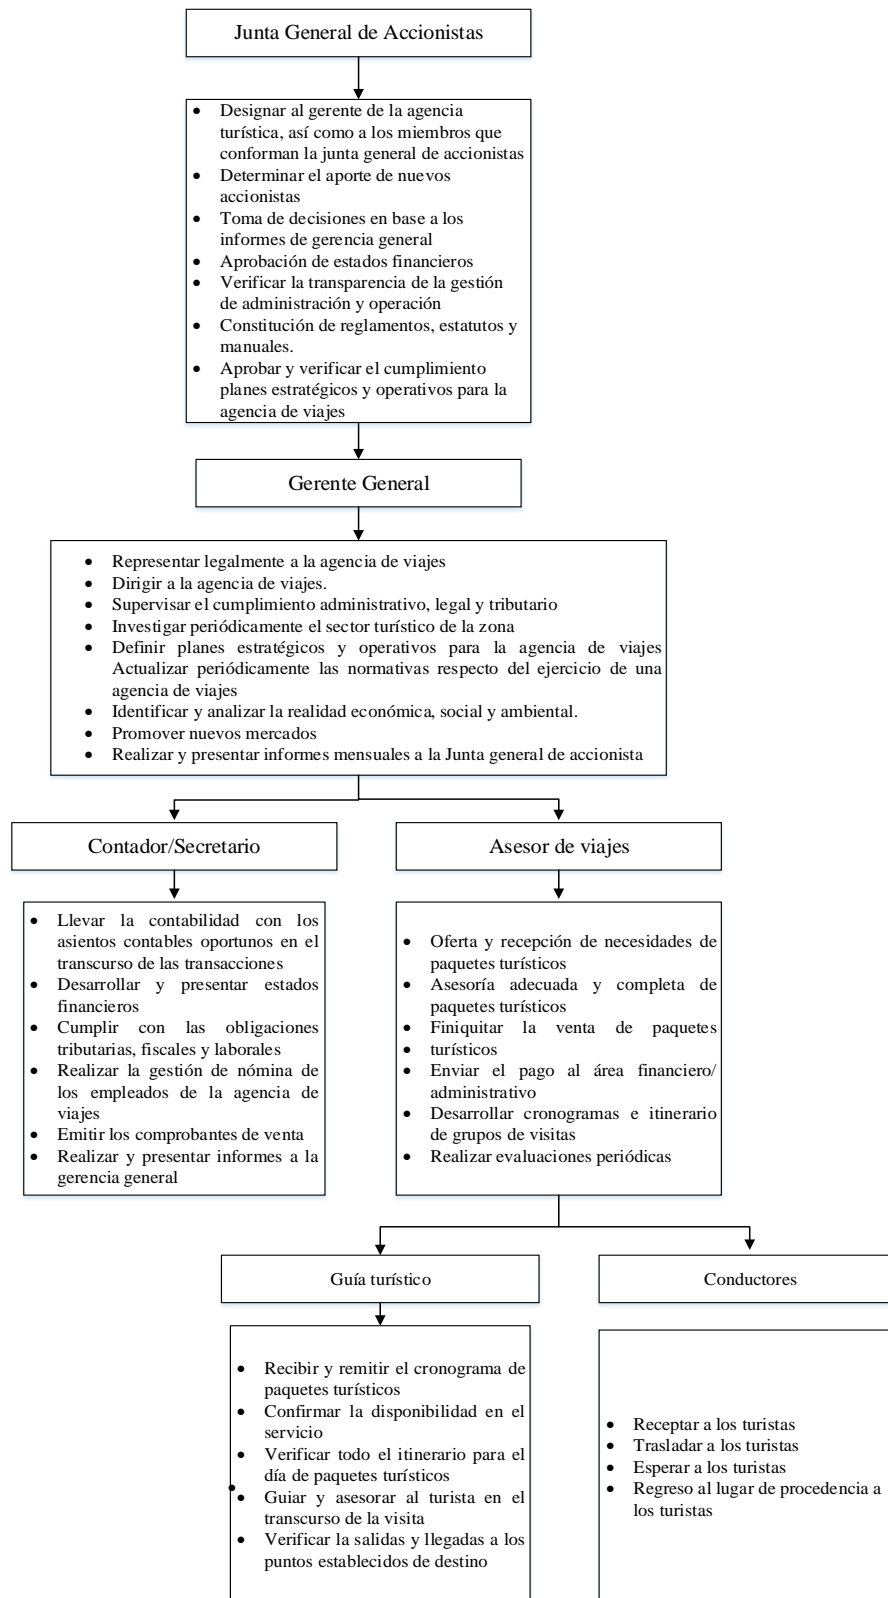 Junta General de Accionistas
• Designar al gerente de la agencia
turística, así como a los miembros que
conforman la junta general de accionistas
• Determinar el aporte de nuevos
accionistas
• Toma de decisiones en base a los
informes de gerencia general
• Aprobación de estados financieros
• Verificar la transparencia de la gestión
de administración y operación
• Constitución de reglamentos, estatutos y
manuales.
• Aprobar y verificar el cumplimiento
planes estratégicos y operativos para la
agencia de viajes
Gerente General
• Representar legalmente a la agencia de viajes
• Dirigir a la agencia de viajes.
• Supervisar el cumplimiento administrativo, legal y tributario
• Investigar periódicamente el sector turístico de la zona
• Definir planes estratégicos y operativos para la agencia de viajes
Actualizar periódicamente las normativas respecto del ejercicio de una
agencia de viajes
• Identificar y analizar la realidad económica, social y ambiental.
• Promover nuevos mercados
• Realizar y presentar informes mensuales a la Junta general de accionista
Contador/Secretario
• Llevar la contabilidad con los
asientos contables oportunos en el
transcurso de las transacciones
• Desarrollar y presentar estados
financieros
• Cumplir con las obligaciones
tributarias, fiscales y laborales
• Realizar la gestión de nómina de
los empleados de la agencia de
viajes
• Emitir los comprobantes de venta
• Realizar y presentar informes a la
gerencia general
Asesor de viajes
• Oferta y recepción de necesidades de
paquetes turísticos
• Asesoría adecuada y completa de
paquetes turísticos
• Finiquitar la venta de paquetes
• turísticos
• Enviar el pago al área financiero/
administrativo
• Desarrollar cronogramas e itinerario
de grupos de visitas
• Realizar evaluaciones periódicas
Guía turístico
• Recibir y remitir el cronograma de
paquetes turísticos
• Confirmar la disponibilidad en el
servicio
• Verificar todo el itinerario para el
día de paquetes turísticos
• Guiar y asesorar al turista en el
transcurso de la visita
• Verificar la salidas y llegadas a los
puntos establecidos de destino
Conductores
• Receptar a los turistas
• Trasladar a los turistas
• Esperar a los turistas
• Regreso al lugar de procedencia a
los turistas